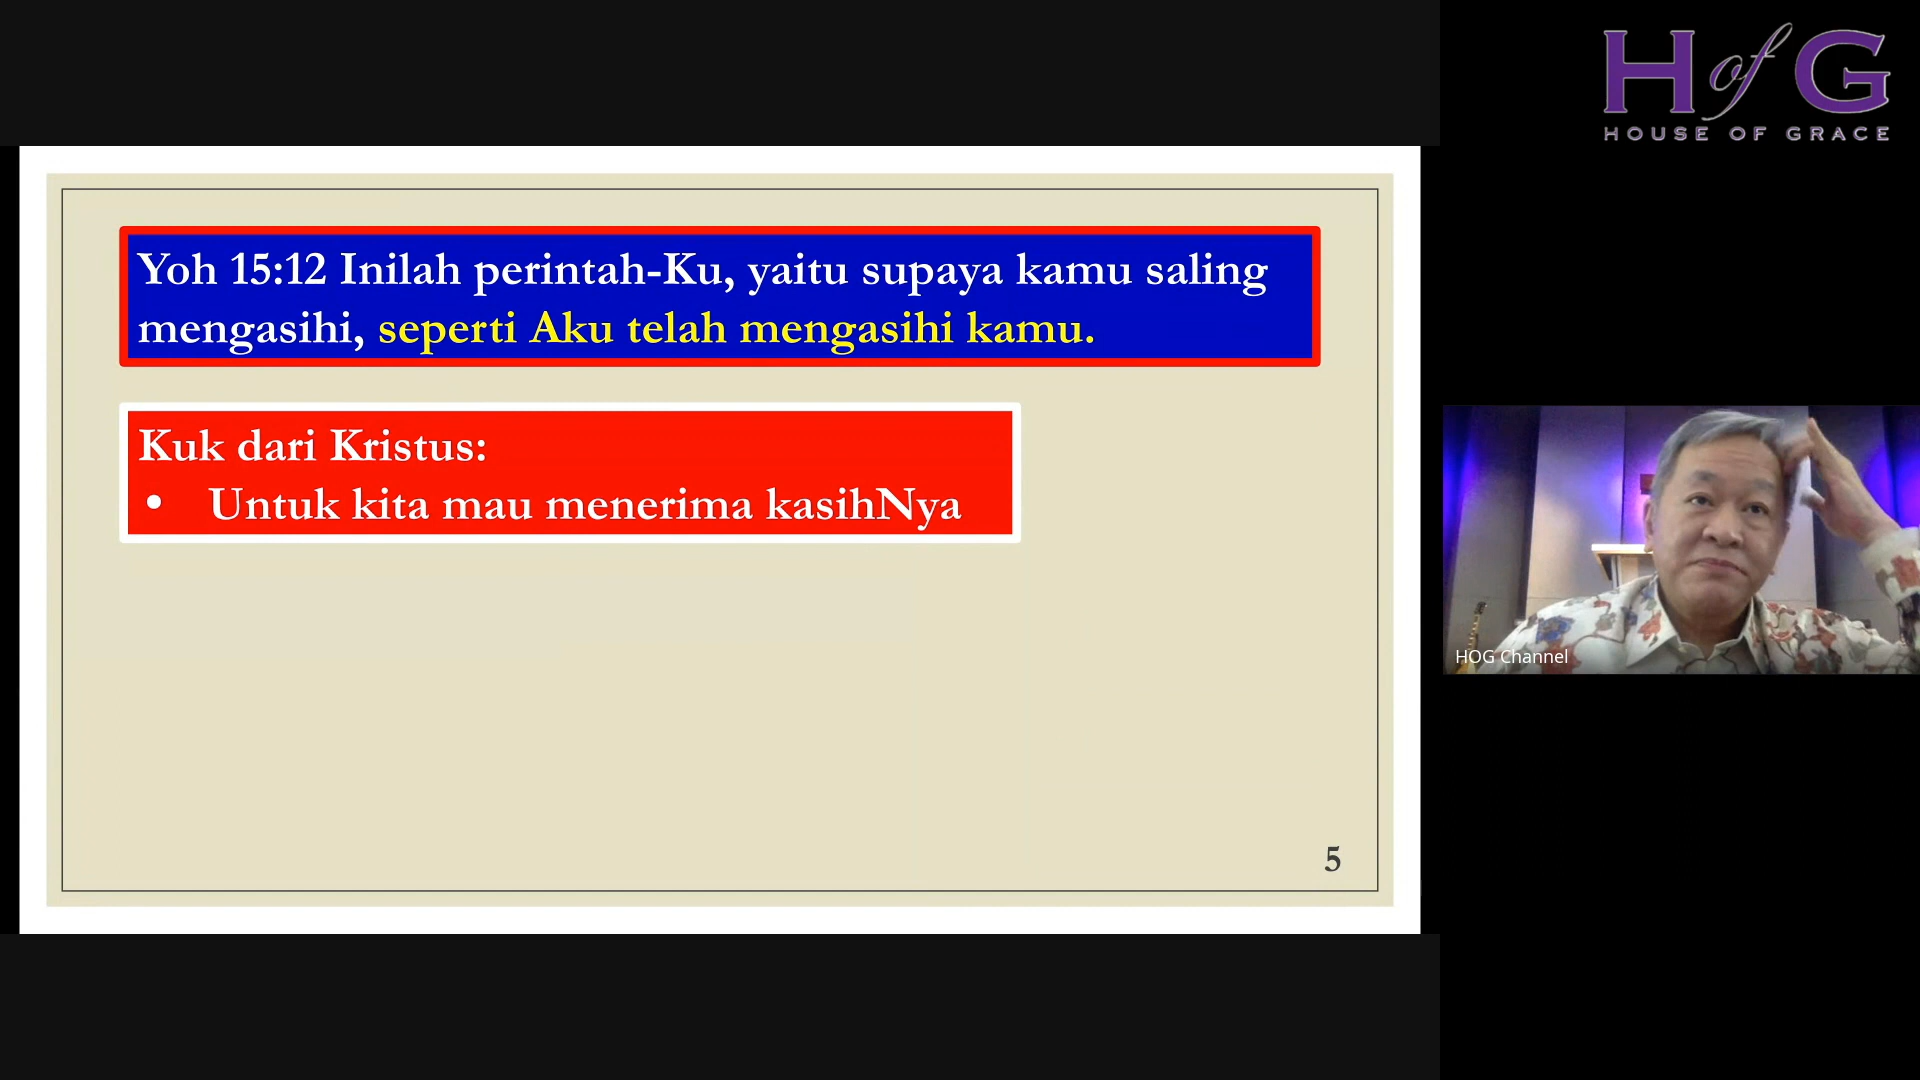 H of G
HOUSE OF GRACE
Yoh 15:12 Inilah perintah-Ku, yaitu supaya kamu saling
mengasihi, seperti Aku telah mengasihi kamu.
Kuk dari Kristus:
• Untuk kita mau menerima kasihNya
HOG Channel
5